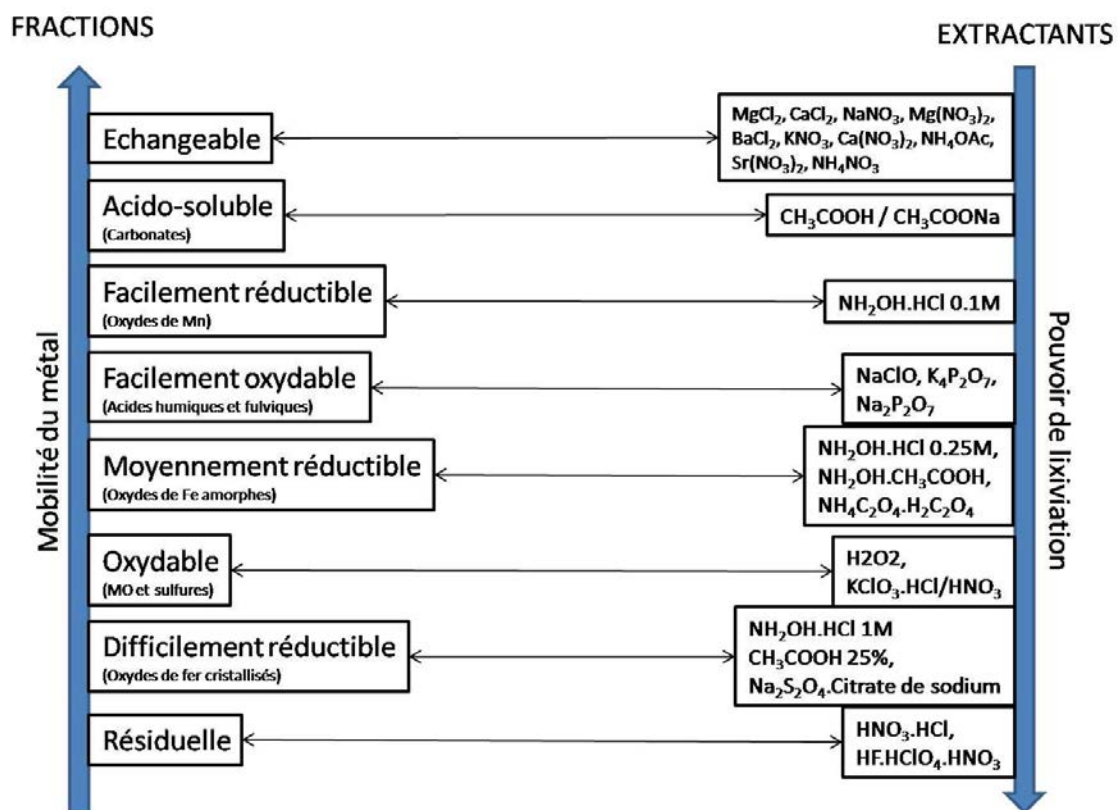 FRACTIONS
EXTRACTANTS
Echangeable
MgCl₂, CaCl₂, NaNO₃, Mg(NO₃)₂,
BaCl₂, KNO₃, Ca(NO₃)₂, NH₄OAc,
Sr(NO₃)₂, NH₄NO₃
Acido-soluble
(Carbonates)
CH₃COOH / CH₃COONa
Facilement réductible
(Oxydes de Mn)
NH₂OH.HCl 0.1M
Facilement oxydable
(Acides humiques et fulviques)
NaClO, K₄P₂O₇,
Na₂P₂O₇
Moyennement réductible
(Oxydes de Fe amorphes)
NH₂OH.HCl 0.25M,
NH₂OH.CH₃COOH,
NH₄C₂O₄.H₂C₂O₄
Oxydable
(MO et sulfures)
H2O2,
KClO₃.HCl/HNO₃
Difficilement réductible
(Oxydes de fer cristallisés)
NH₂OH.HCl 1M
CH₃COOH 25%,
Na₂S₂O₄.Citrate de sodium
Résiduelle
HNO₃.HCl,
HF.HClO₄.HNO₃
Mobilité du métal
Pouvoir de lixiviation